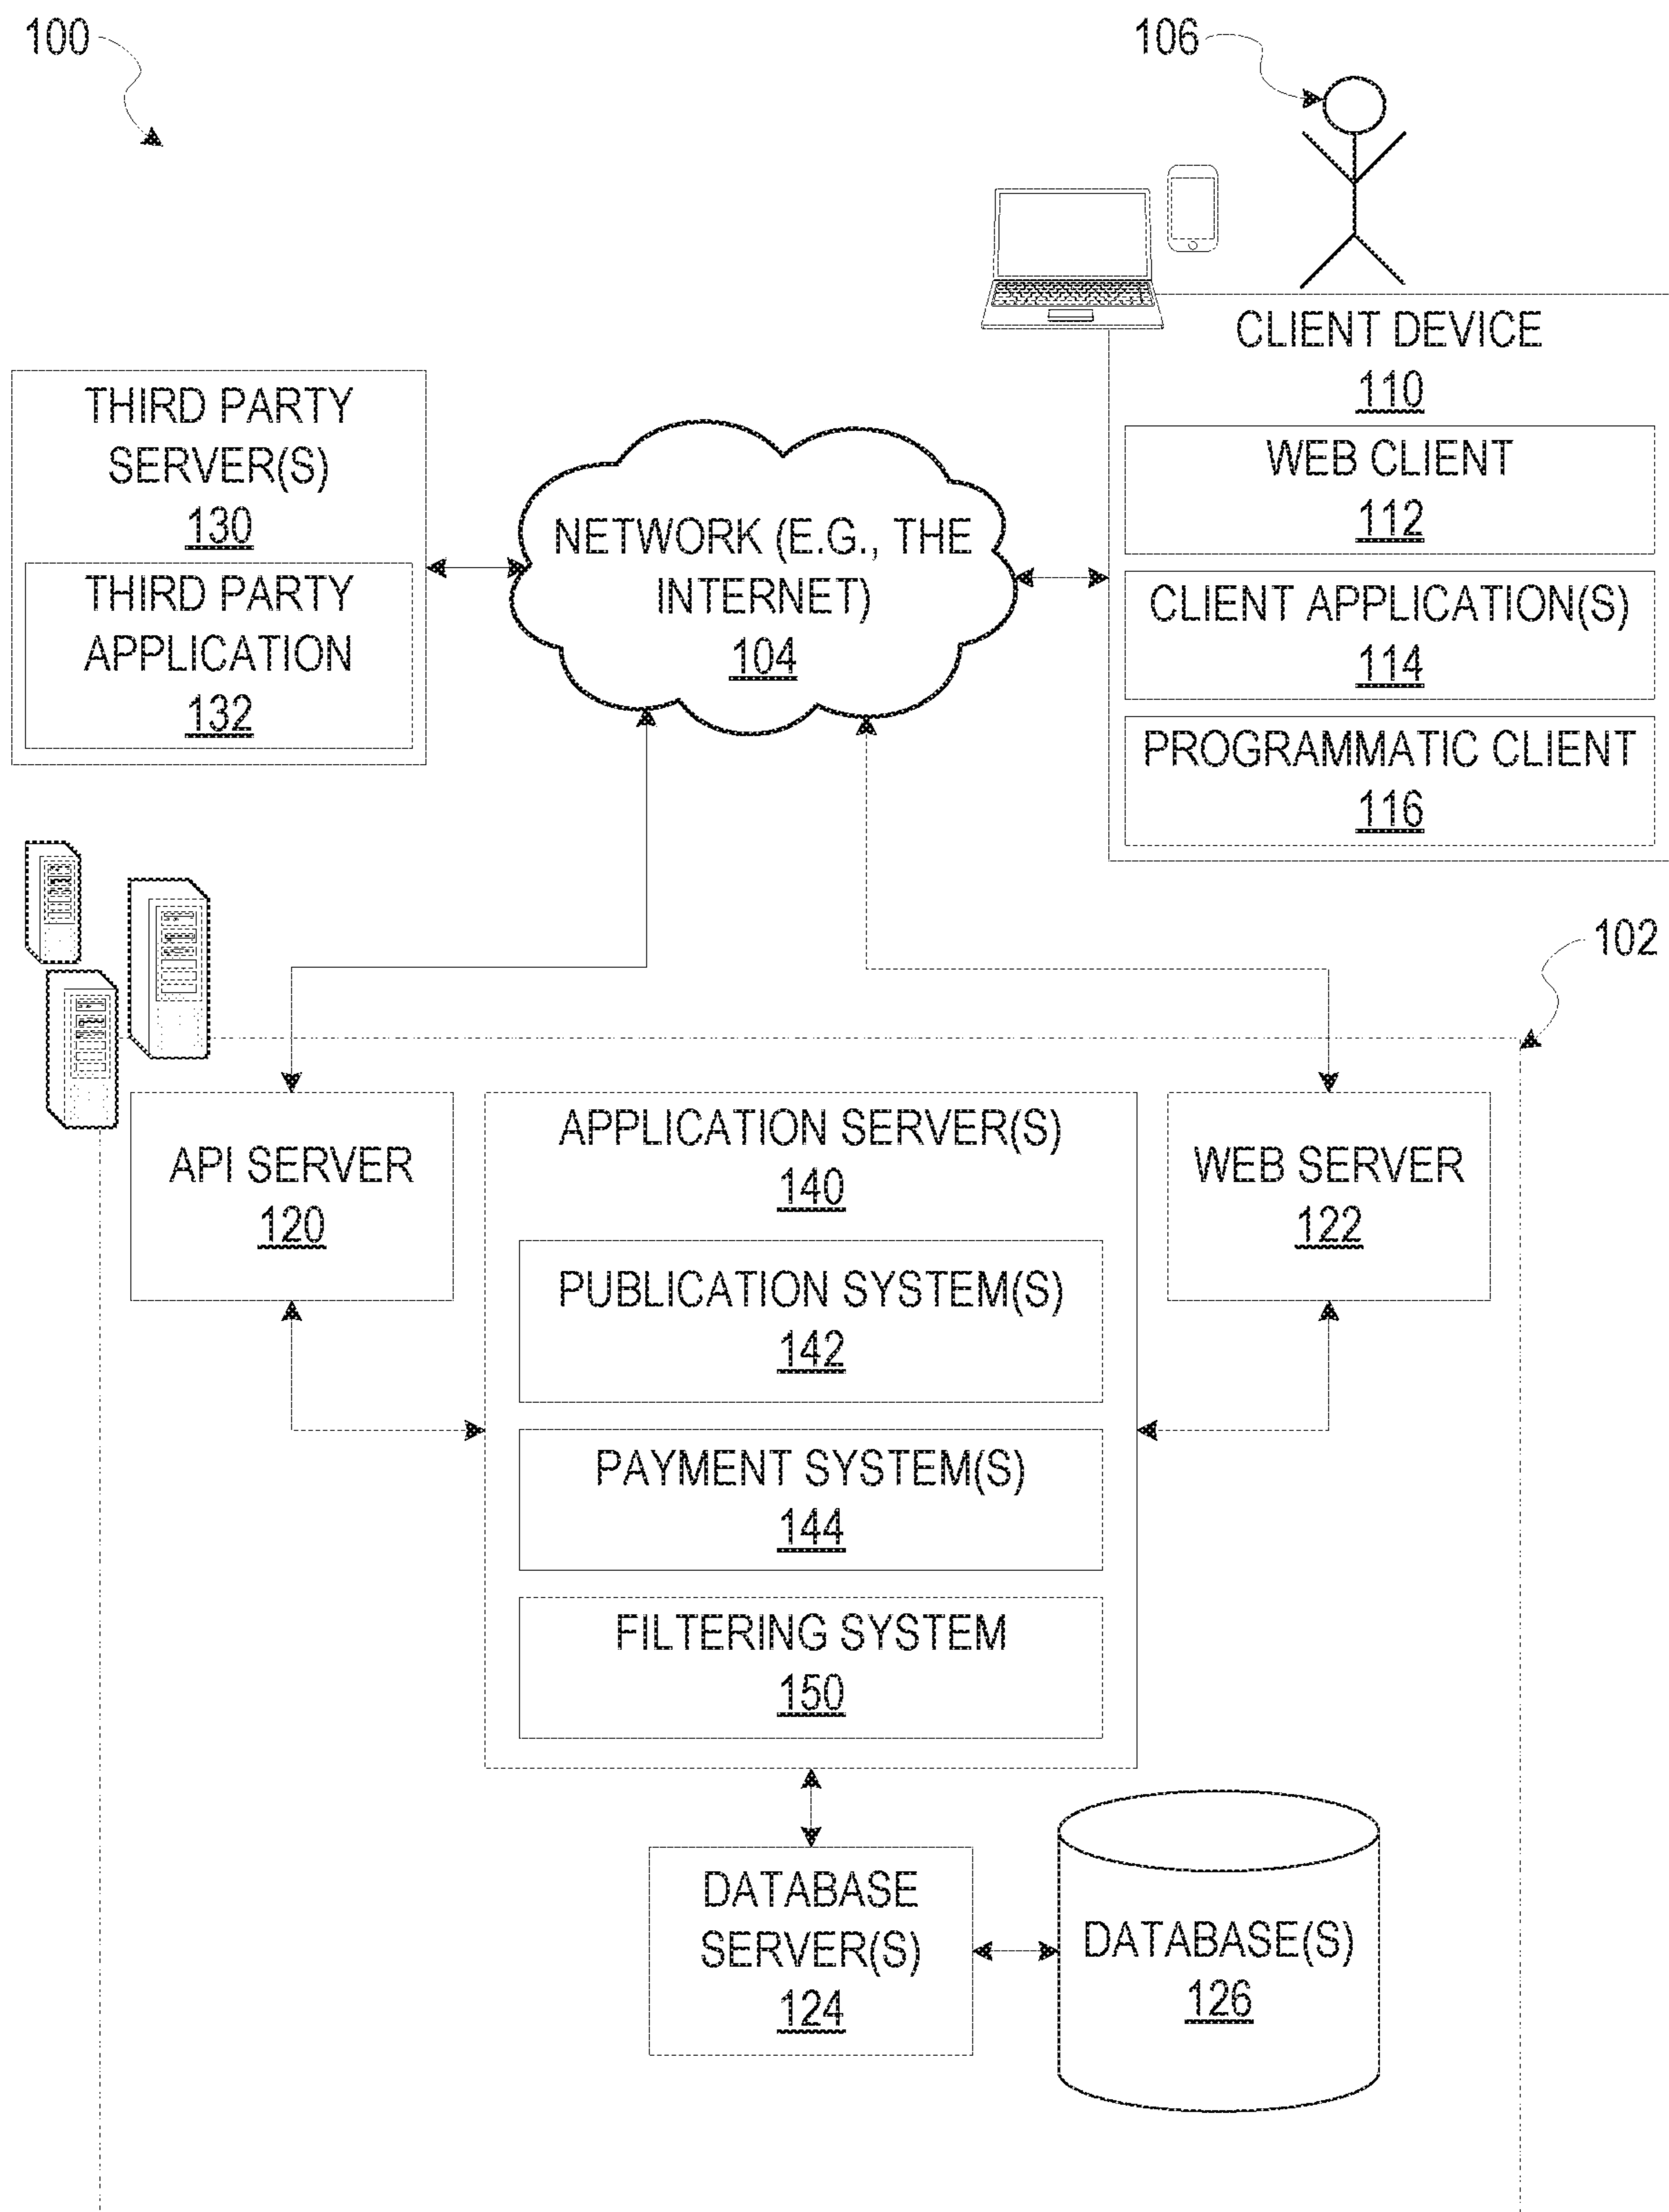 100
106
CLIENT DEVICE
110
WEB CLIENT
112
CLIENT APPLICATION(S)
114
PROGRAMMATIC CLIENT
116
THIRD PARTY
SERVER(S)
130
THIRD PARTY
APPLICATION
132
NETWORK (E.G., THE
INTERNET)
104
102
API SERVER
120
APPLICATION SERVER(S)
140
PUBLICATION SYSTEM(S)
142
PAYMENT SYSTEM(S)
144
FILTERING SYSTEM
150
WEB SERVER
122
DATABASE
SERVER(S)
124
DATABASE(S)
126